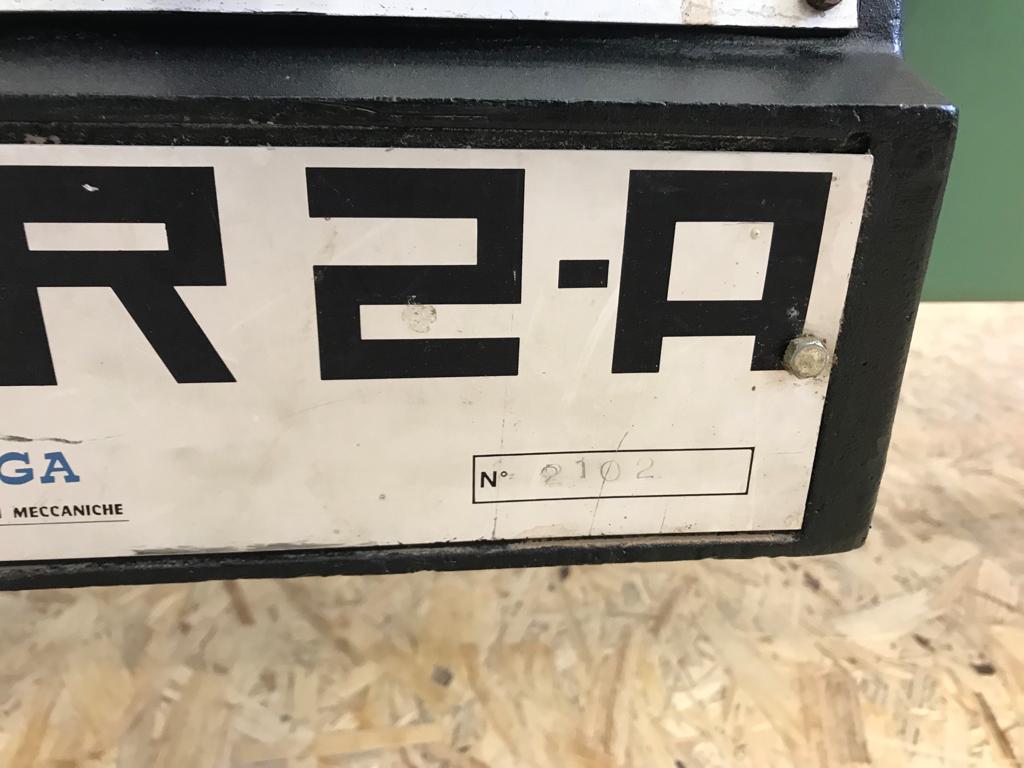 R2-A
GA
N° 2102
MECCANICHE